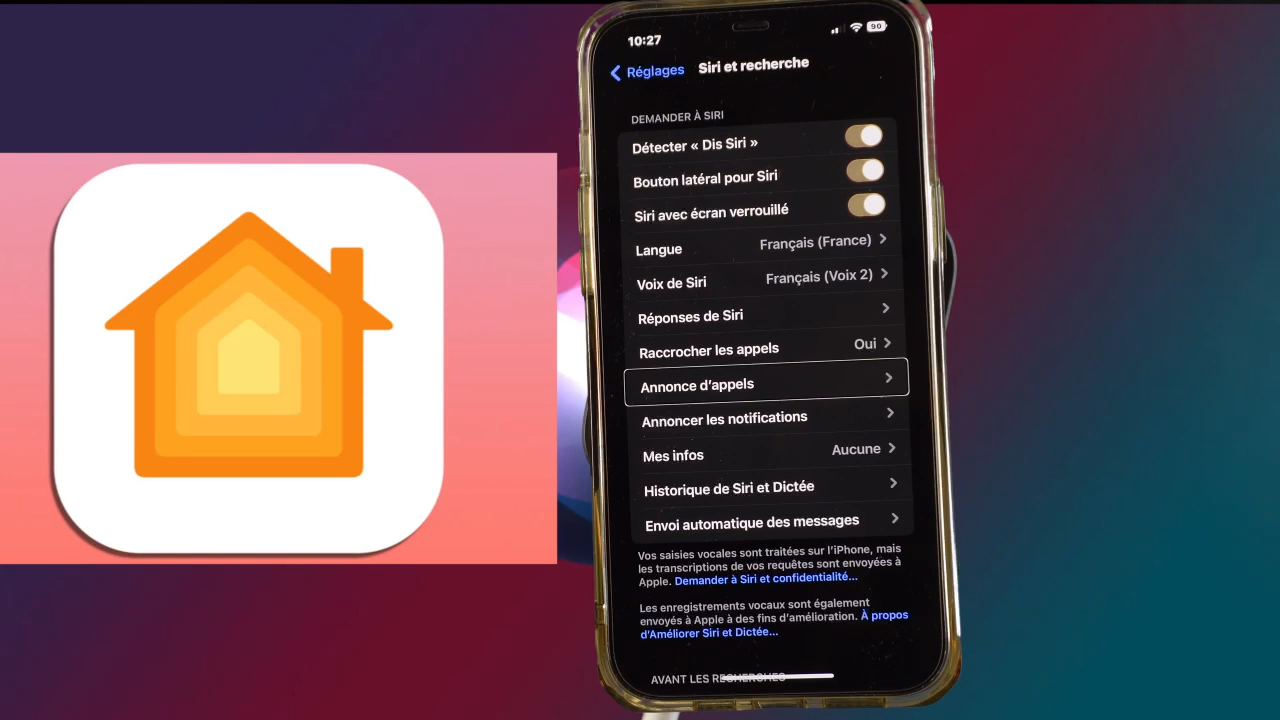 10:27
90
Réglages
Siri et recherche
DEMANDER À SIRI
Détecter « Dis Siri »
Bouton latéral pour Siri
Siri avec écran verrouillé
Langue Français (France)
Voix de Siri Français (Voix 2)
Réponses de Siri
Raccrocher les appels Oui
Annonce d’appels
Annoncer les notifications
Mes infos Aucune
Historique de Siri et Dictée
Envoi automatique des messages
Vos saisies vocales sont traitées sur l’iPhone, mais
les transcriptions de vos requêtes sont envoyées à
Apple. Demander à Siri et confidentialité...
Les enregistrements vocaux sont également
envoyés à Apple à des fins d’amélioration. À propos
d’Améliorer Siri et Dictée...
AVANT LES RECHERCHES